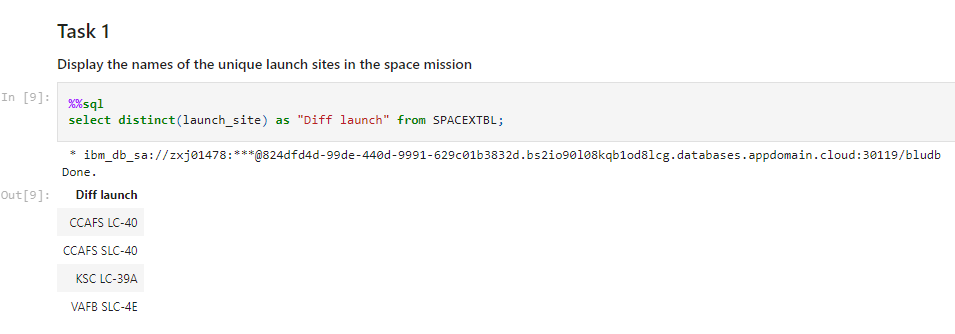 Task 1
Display the names of the unique launch sites in the space mission
In [9]:
%%sql
select distinct(launch_site) as "Diff launch" from SPACEXTBL;
* ibm_db_sa://zxj01478:***@824dfd4d-99de-440d-9991-629c01b3832d.bs2io90l08kqb1od8lcg.databases.appdomain.cloud:30119/bludb
Done.
Out[9]:
Diff launch
CCAFS LC-40
CCAFS SLC-40
KSC LC-39A
VAFB SLC-4E